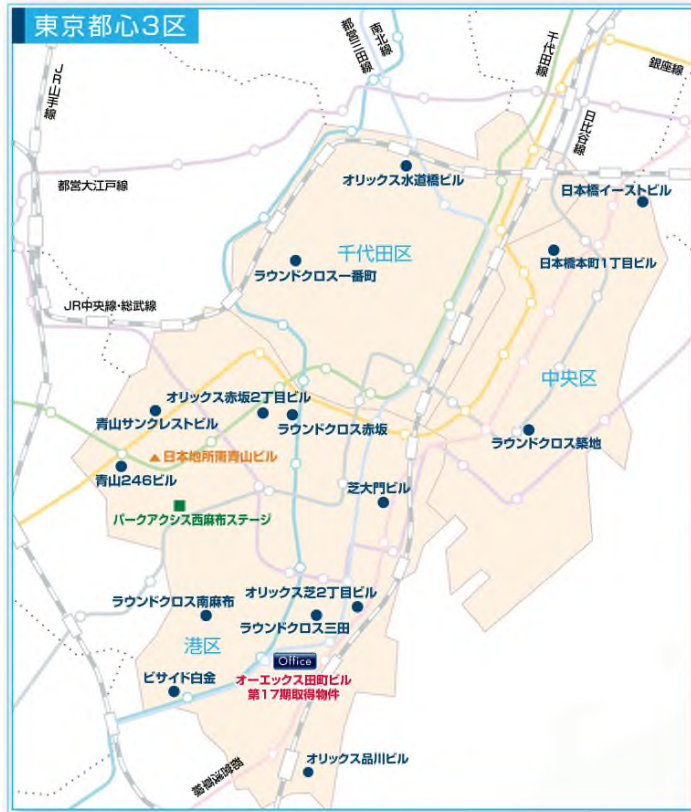 東京都心3区
JR山手線
都営三田線
南北線
千代田線
銀座線
日比谷線
都営大江戸線
オリックス水道橋ビル
日本橋イーストビル
千代田区
ラウンドクロス一番町
日本橋本町1丁目ビル
JR中央線・総武線
中央区
オリックス赤坂2丁目ビル
青山サンクレストビル
ラウンドクロス赤坂
ラウンドクロス築地
日本地所南青山ビル
青山246ビル
芝大門ビル
パークアクシス西麻布ステージ
オリックス芝2丁目ビル
ラウンドクロス南麻布
ラウンドクロス三田
港区
Office
オーエックス田町ビル
第17期取得物件
ビサイド白金
都営浅草線
オリックス品川ビル